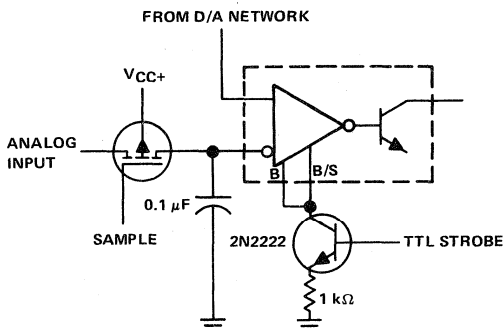 FROM D/A NETWORK
VCC+
ANALOG
INPUT
B
B/S
0.1 μF
SAMPLE
2N2222
TTL STROBE
1 kΩ